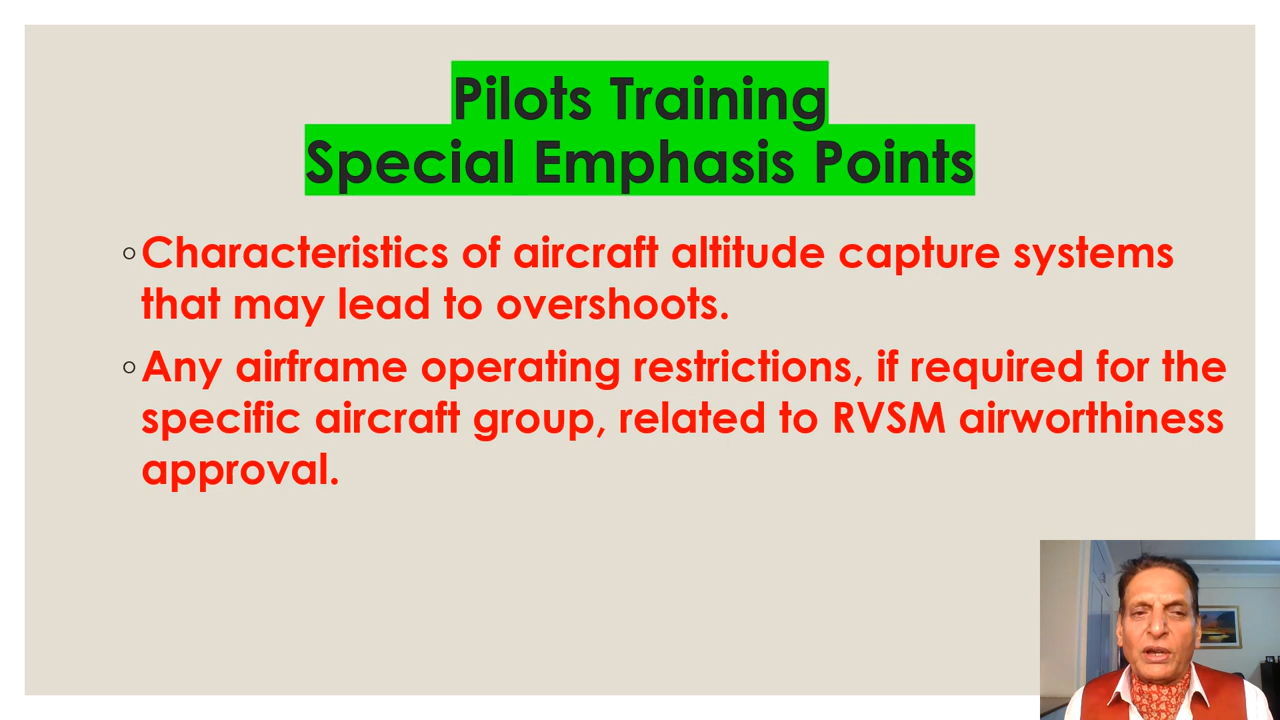 Pilots Training
Special Emphasis Points
◦Characteristics of aircraft altitude capture systems
that may lead to overshoots.
◦Any airframe operating restrictions, if required for the
specific aircraft group, related to RVSM airworthiness
approval.